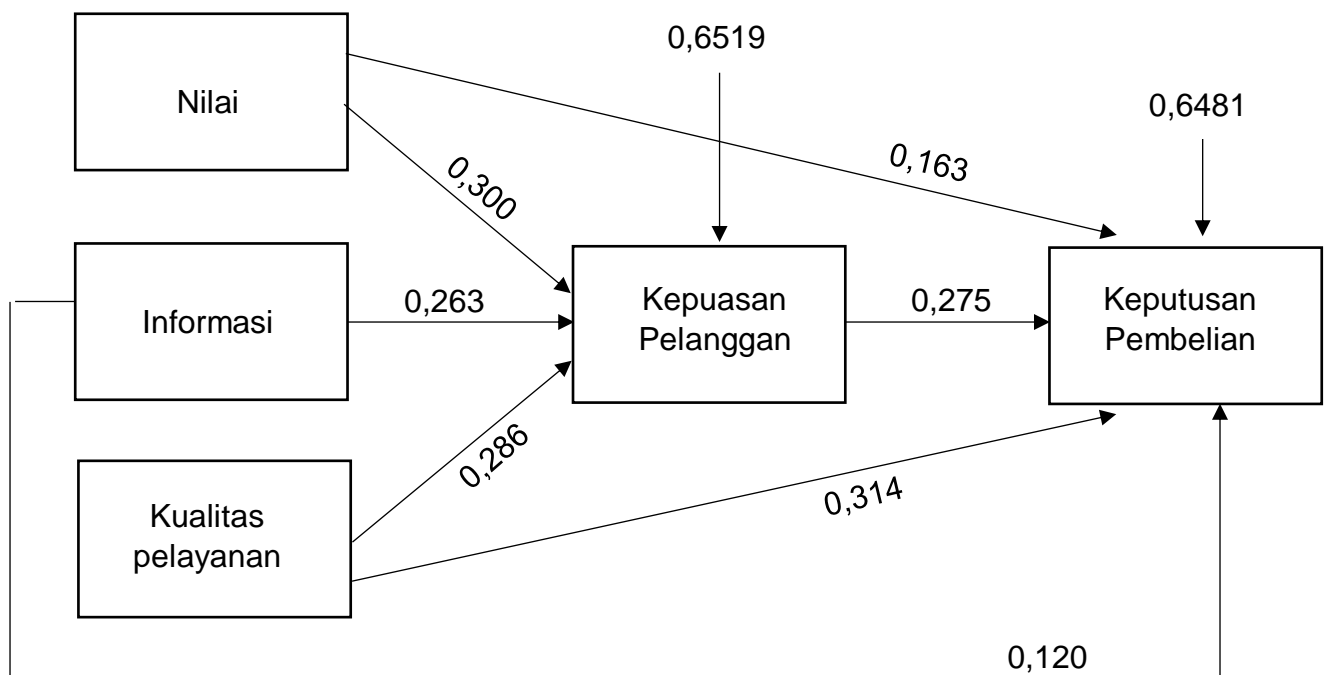 0,6519
Nilai
0,6481
0,163
0,300
Informasi
0,263
Kepuasan
Pelanggan
0,275
Keputusan
Pembelian
0,286
0,314
Kualitas
pelayanan
0,120